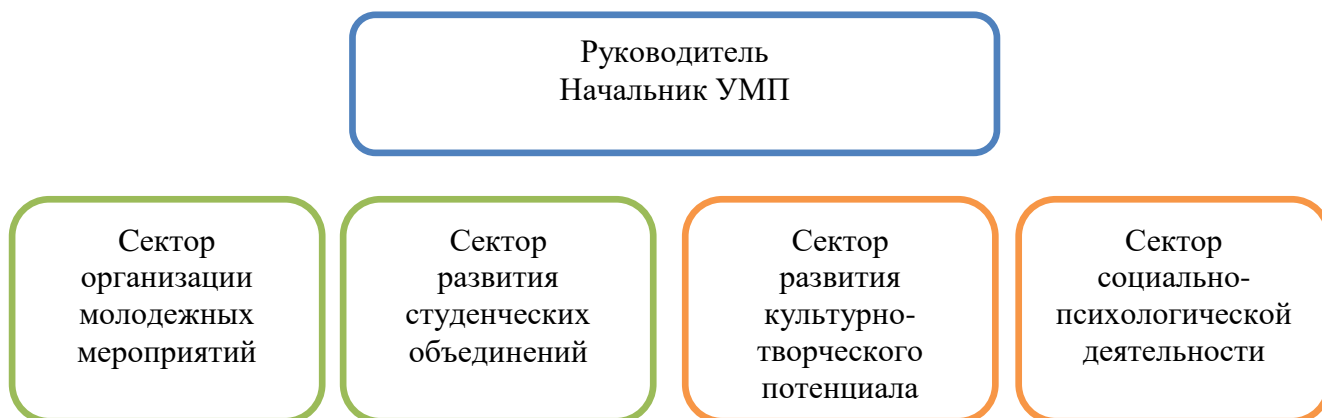 Руководитель
Начальник УМП
Сектор
организации
молодежных
мероприятий
Сектор
развития
студенческих
объединений
Сектор
развития
культурно-
творческого
потенциала
Сектор
социально-
психологической
деятельности